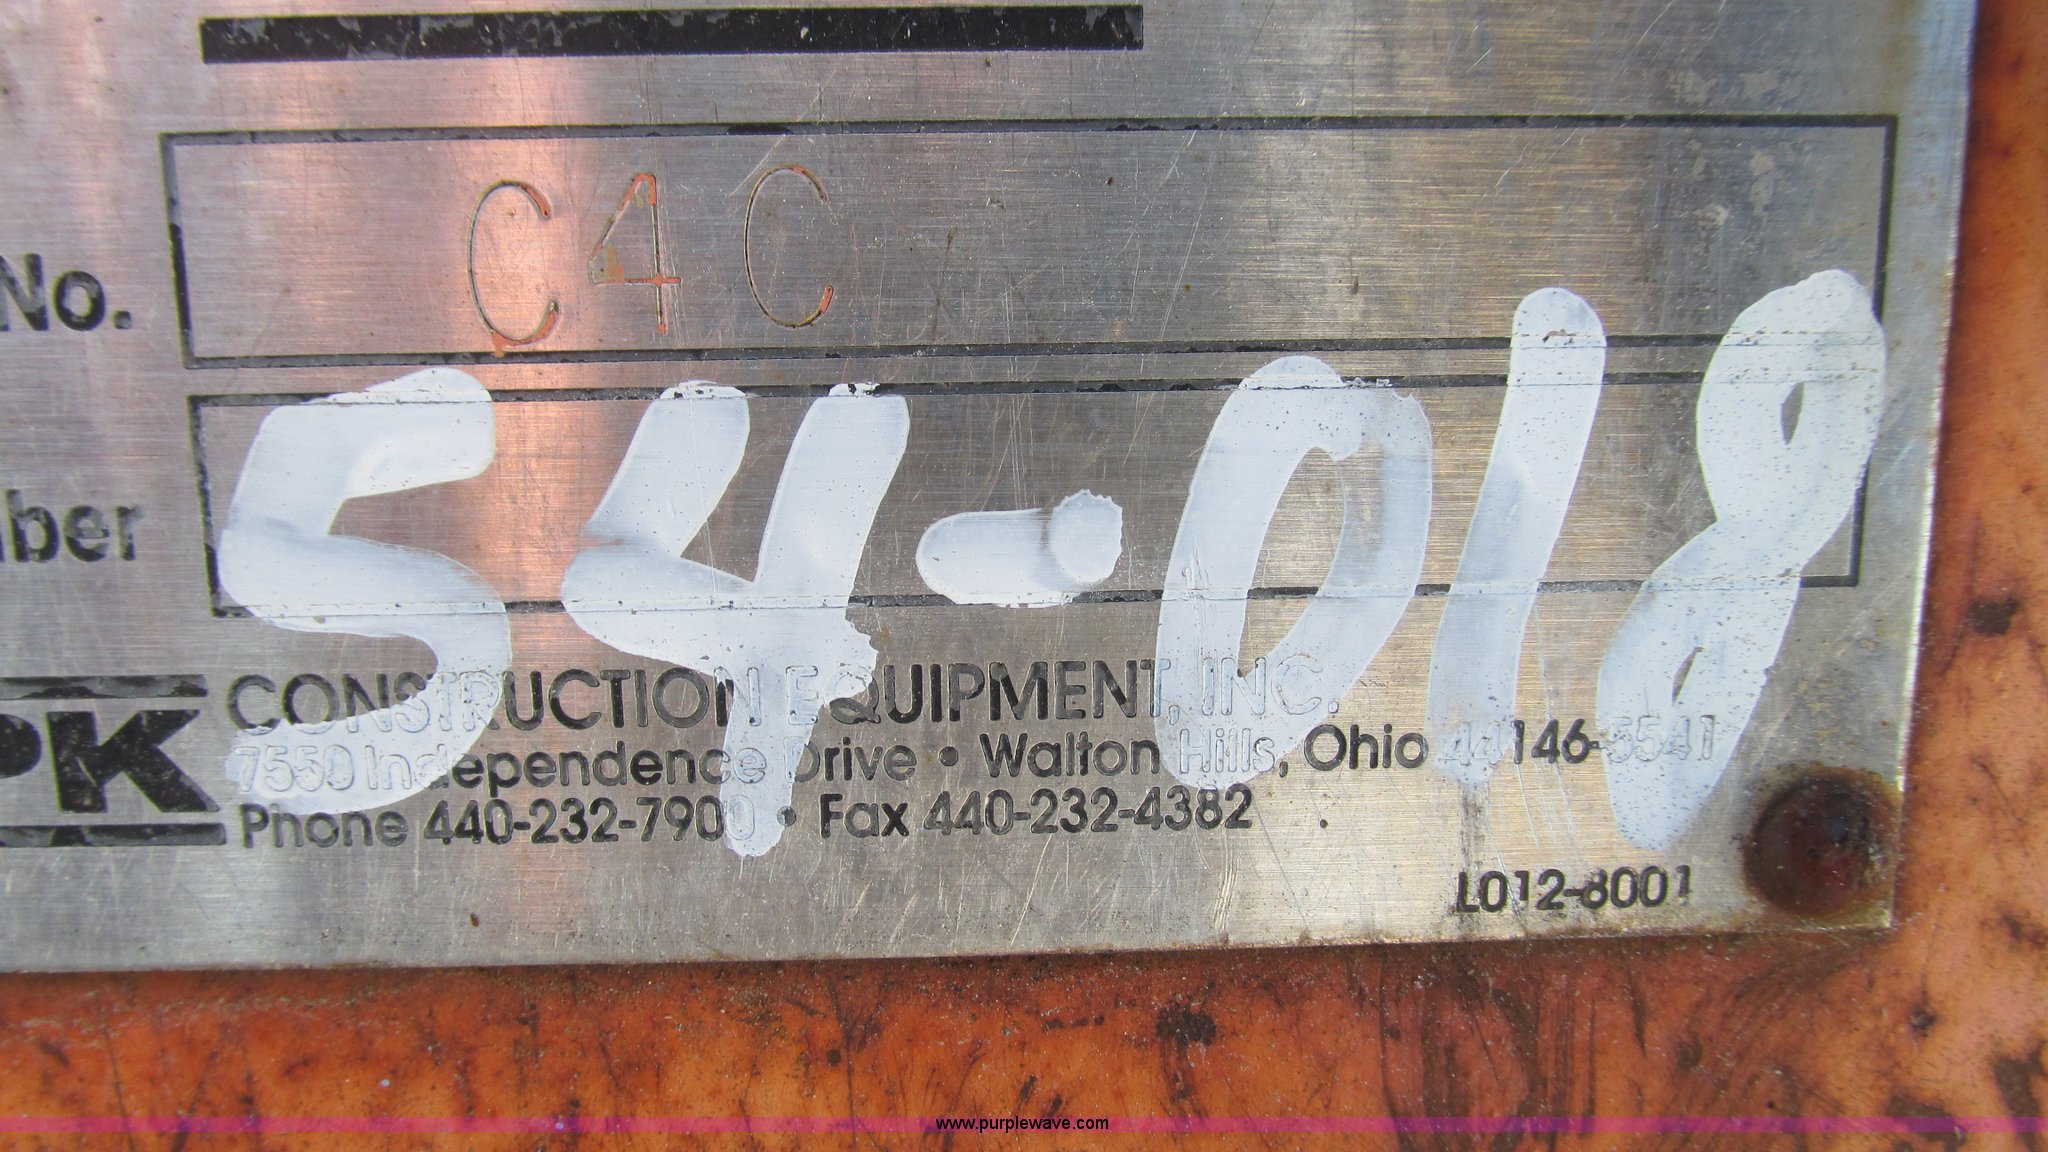 No. C4C
ber
54-018
PK CONSTRUCTION EQUIPMENT, INC.
7550 Independence Drive • Walton Hills, Ohio 44146-5541
Phone 440-232-7900 • Fax 440-232-4382
L012-8001
www.purplewave.com